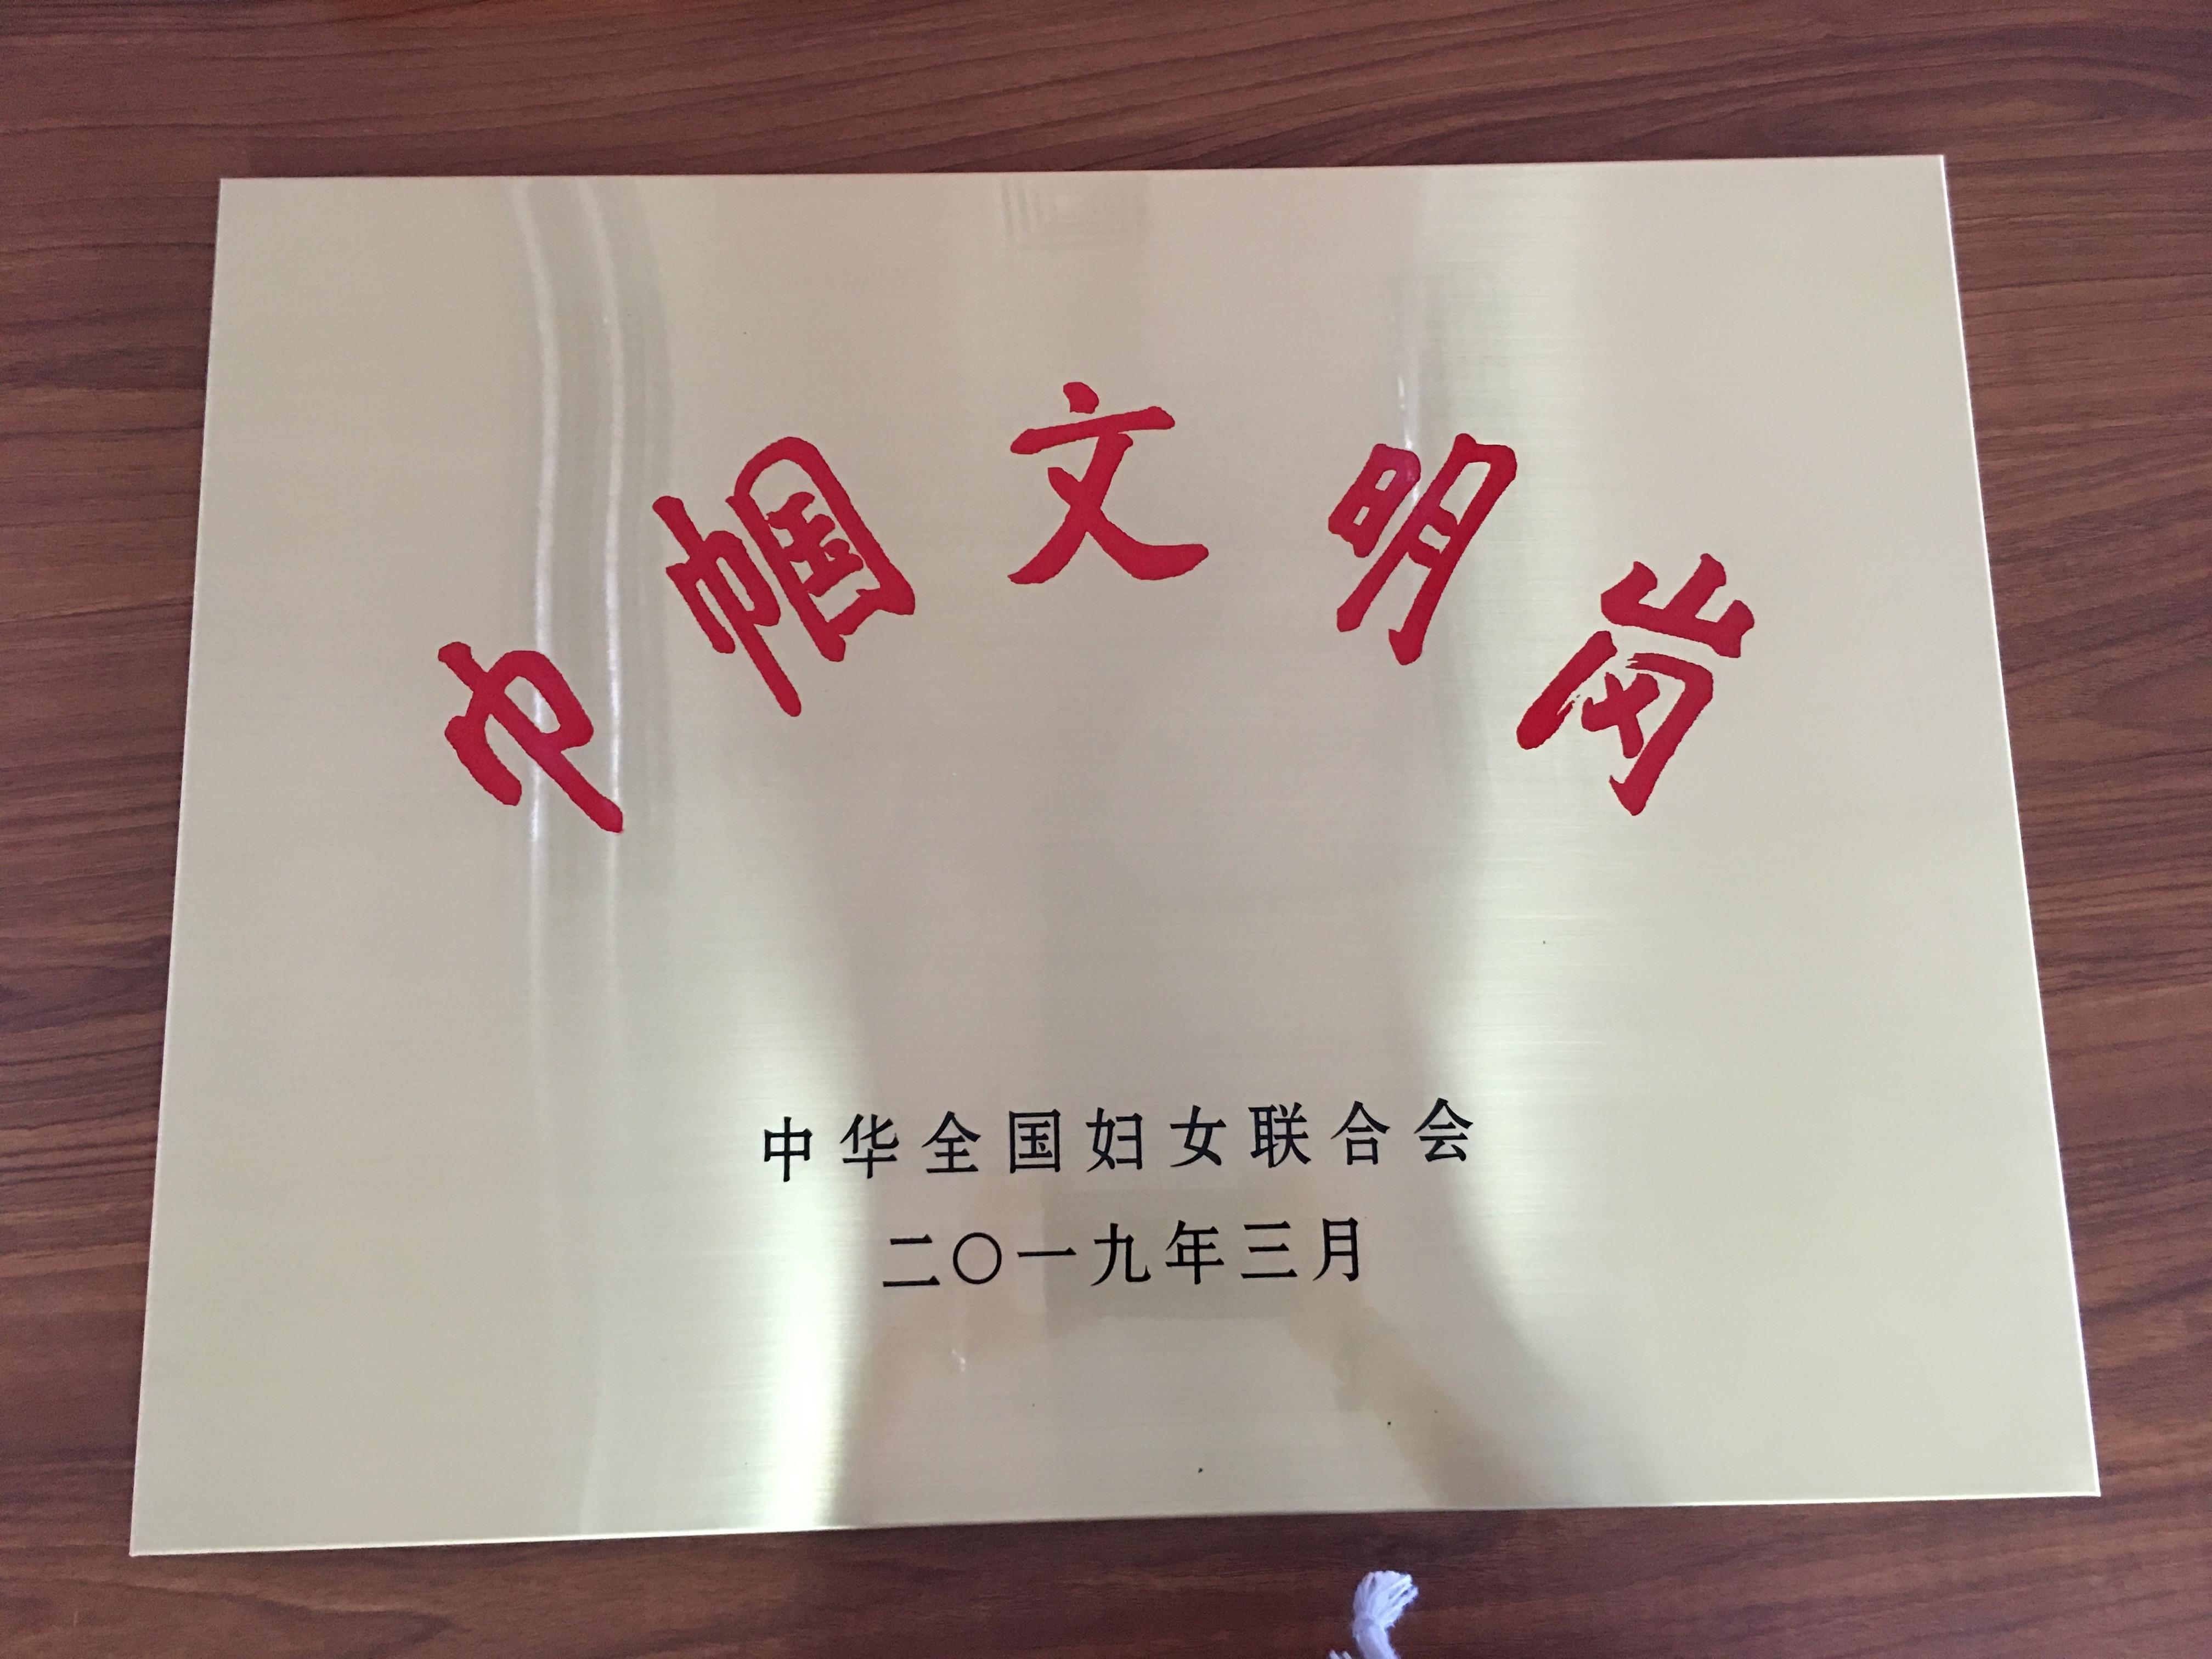 巾帼文明岗
中华全国妇女联合会
二〇一九年三月